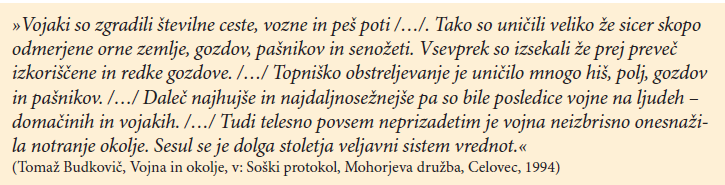 »Vojaki so zgradili številne ceste, vozne in peš poti /…/. Tako so uničili veliko že sicer skopo
odmerjene orne zemlje, gozdov, pašnikov in senožeti. Vsevprek so izsekali že prej preveč
izkoriščene in redke gozdove. /…/ Topniško obstreljevanje je uničilo mnogo hiš, polj, gozdov
in pašnikov. /…/ Daleč najhujše in najdaljnosežnejše pa so bile posledice vojne na ljudeh –
domačinih in vojakih. /…/ Tudi telesno povsem neprizadetim je vojna neizbrisno onesnaži-
la notranje okolje. Sesul se je dolga stoletja veljavni sistem vrednot.«
(Tomaž Budkovič, Vojna in okolje, v: Soški protokol, Mohorjeva družba, Celovec, 1994)